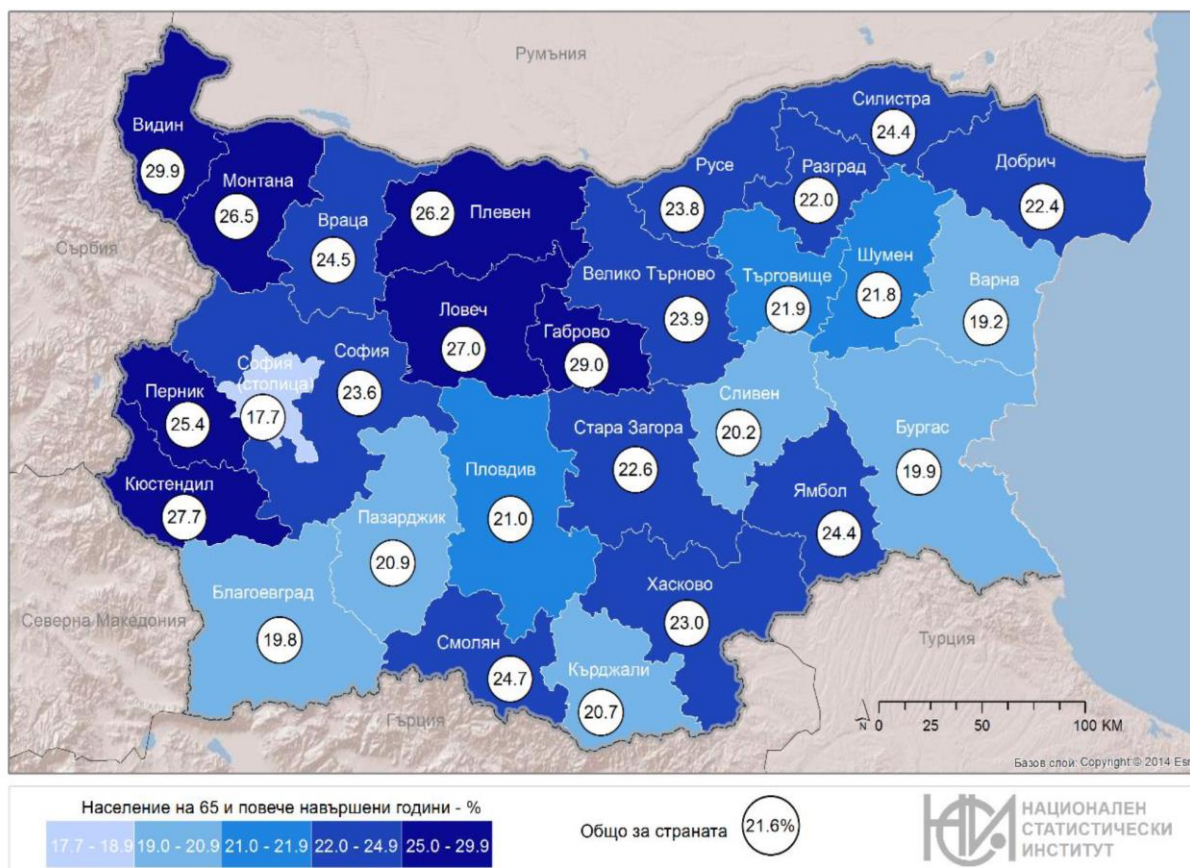 Румъния
Силистра
24.4
Видин
29.9
Русе
23.8
Разград
22.0
Добрич
22.4
Монтана
26.5
Враца
24.5
26.2
Плевен
Сърбия
Велико Търново
23.9
Търговище
21.9
Шумен
21.8
Варна
19.2
Ловеч
27.0
Габрово
29.0
София
(столица)
17.7
София
23.6
Перник
25.4
Сливен
20.2
Стара Загора
22.6
Бургас
19.9
Пловдив
21.0
Кюстендил
27.7
Пазарджик
20.9
Ямбол
24.4
Благоевград
19.8
Хасково
23.0
Северна Македония
Смолян
24.7
Кърджали
20.7
Турция
Гърция
N
0 25 50 100 KM
Базов слой: Copyright © 2014 Esr
Население на 65 и повече навършени години - %
17.7 - 18.9 19.0 - 20.9 21.0 - 21.9 22.0 - 24.9 25.0 - 29.9
Общо за страната 21.6%
НСИ
НАЦИОНАЛЕН
СТАТИСТИЧЕСКИ
ИНСТИТУТ